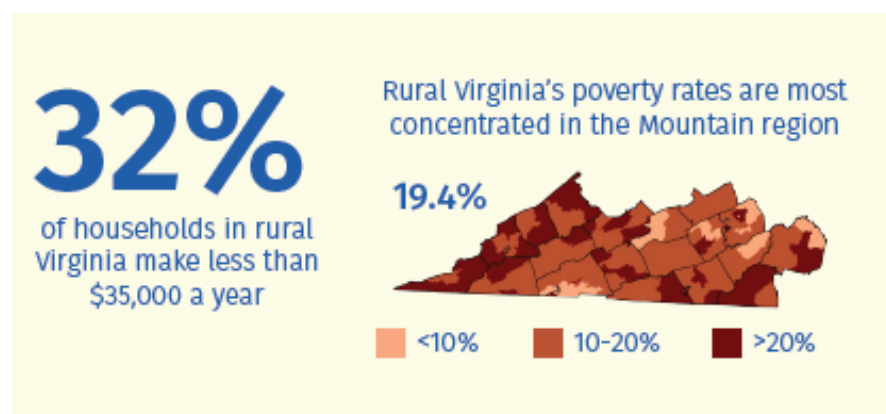 32%
of households in rural
Virginia make less than
$35,000 a year
Rural Virginia’s poverty rates are most
concentrated in the Mountain region
19.4%
<10%
10-20%
>20%